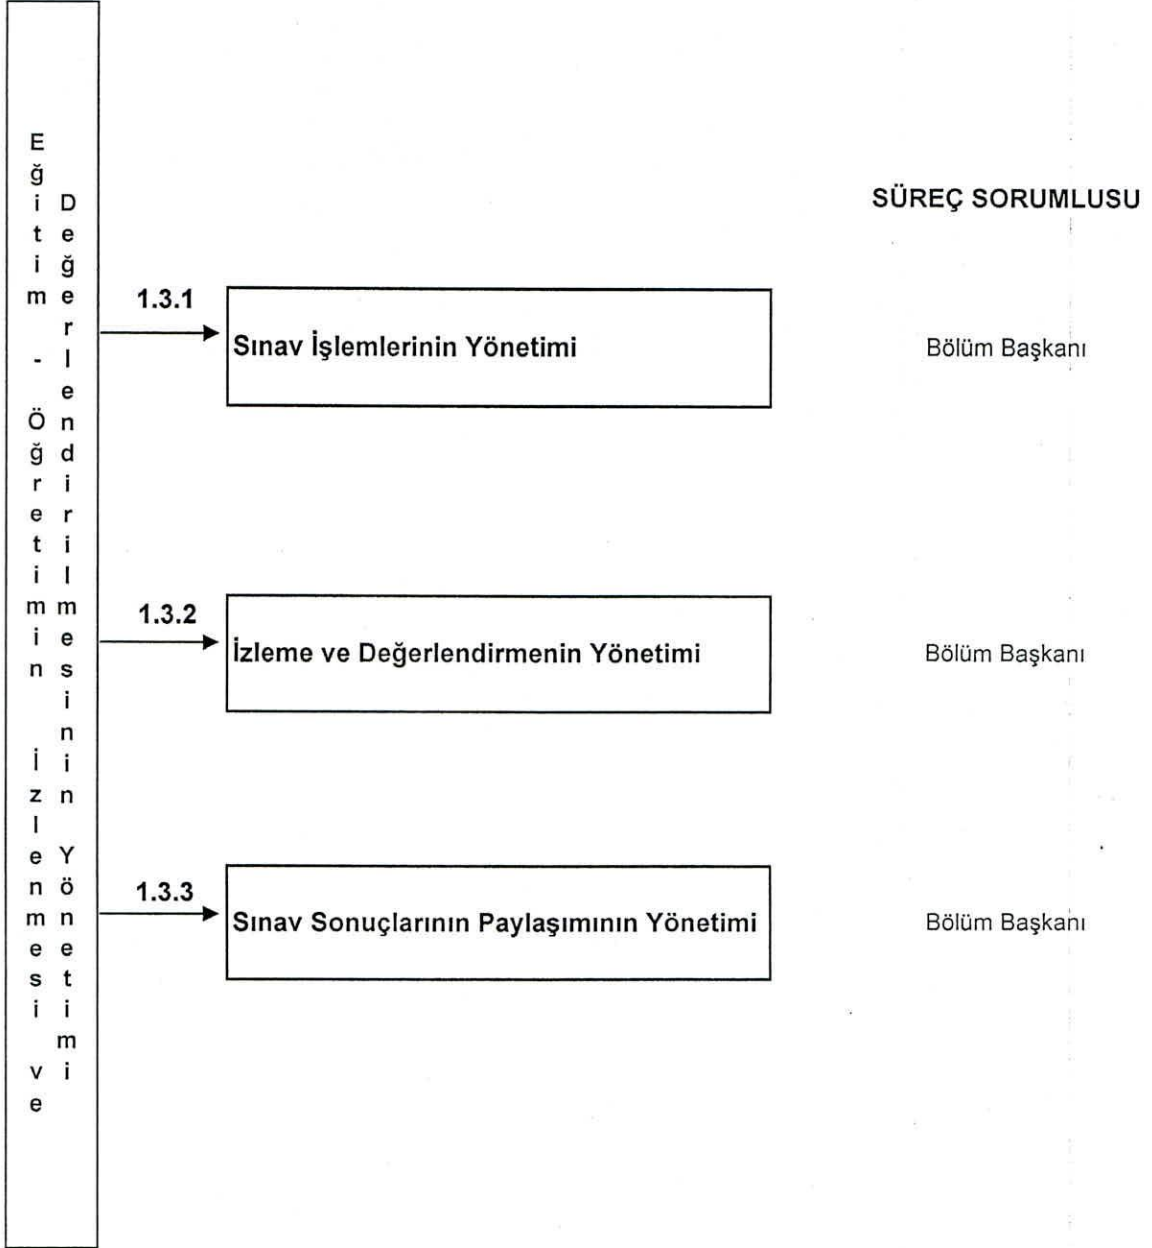 Eğitim - Öğretimin İzlenmesi ve
Değerlendirilmesinin Yönetimi
SÜREÇ SORUMLUSU
1.3.1
Sınav İşlemlerinin Yönetimi
Bölüm Başkanı
1.3.2
İzleme ve Değerlendirmenin Yönetimi
Bölüm Başkanı
1.3.3
Sınav Sonuçlarının Paylaşımının Yönetimi
Bölüm Başkanı